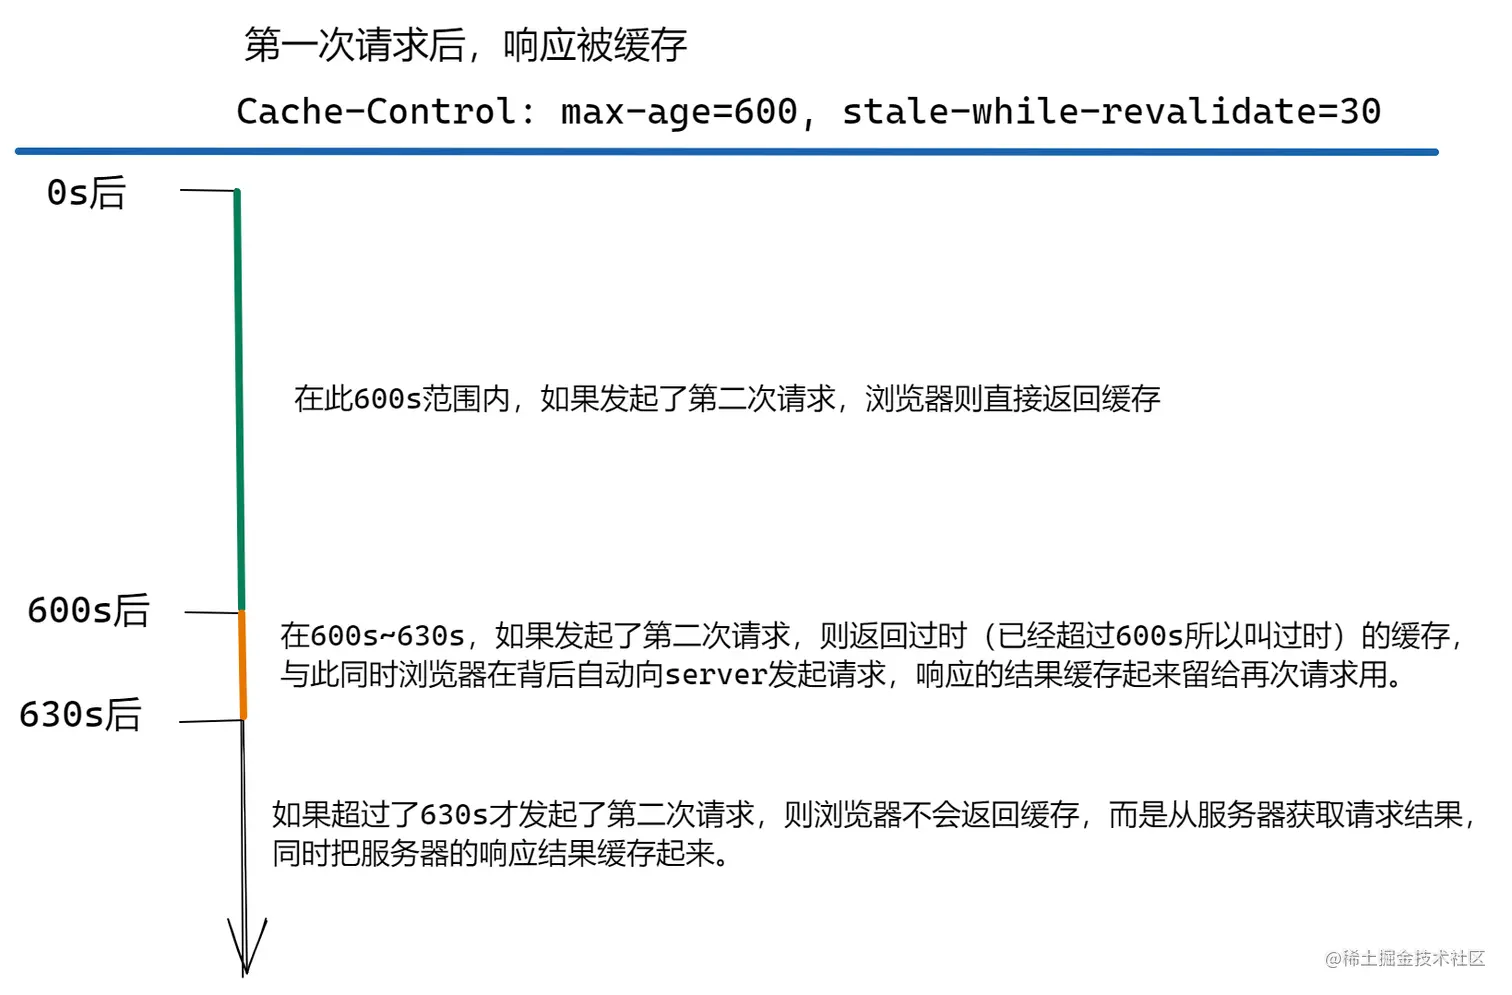 第一次请求后，响应被缓存
Cache-Control: max-age=600, stale-while-revalidate=30
0s后
在此600s范围内，如果发起了第二次请求，浏览器则直接返回缓存
600s后
在600s~630s，如果发起了第二次请求，则返回过时（已经超过600s所以叫过时）的缓存，
与此同时浏览器在背后自动向server发起请求，响应的结果缓存起来留给再次请求用。
630s后
如果超过了630s才发起了第二次请求，则浏览器不会返回缓存，而是从服务器获取请求结果，
同时把服务器的响应结果缓存起来。
@稀土掘金技术社区